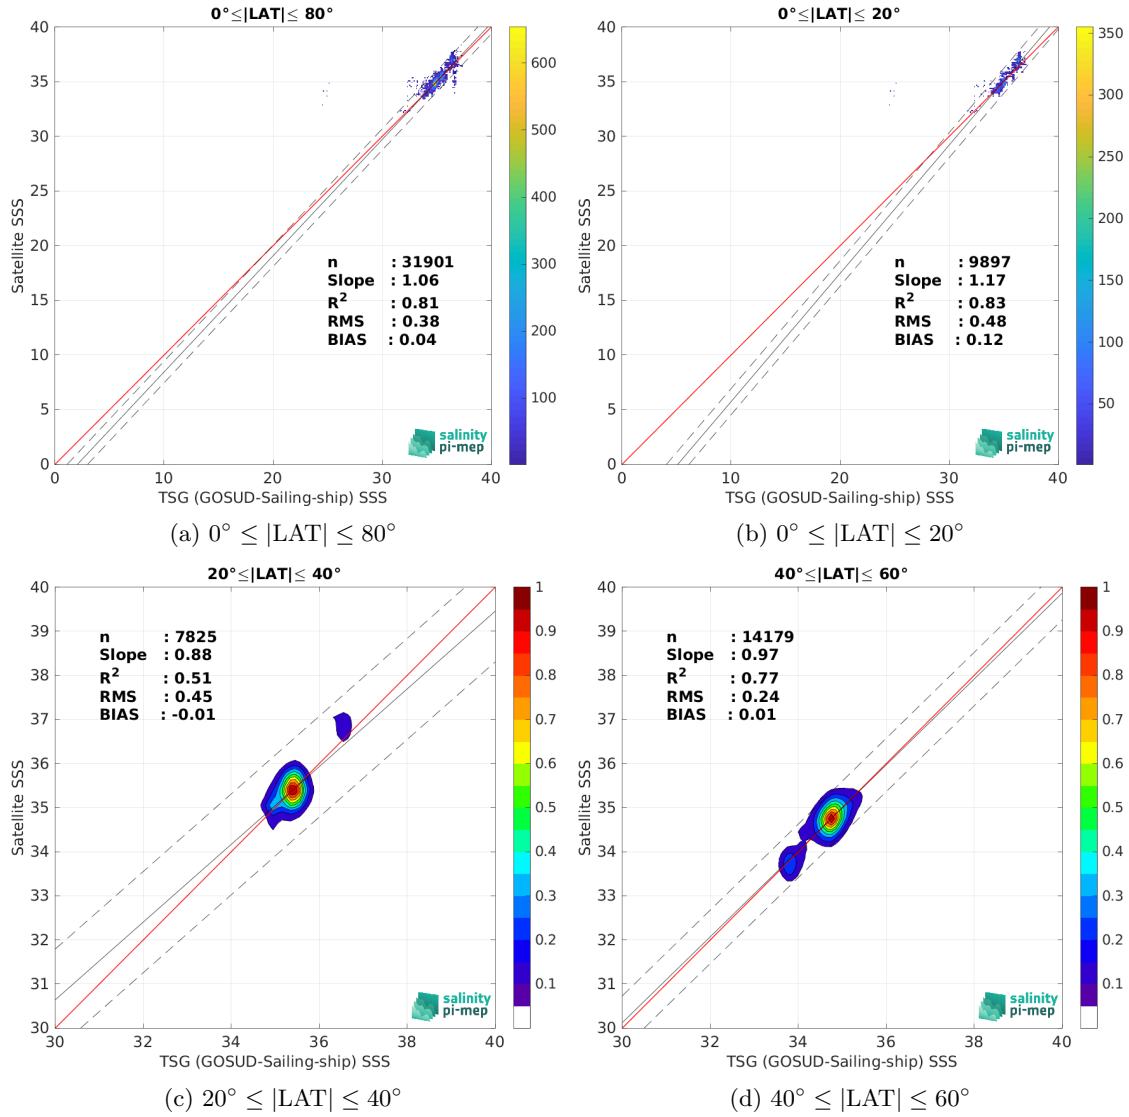 0°≤|LAT|≤ 80°
40
35
30
25
20
15
10
5
0
Satellite SSS
n : 31901
Slope : 1.06
R² : 0.81
RMS : 0.38
BIAS : 0.04
salinity
pi-mep
0 10 20 30 40
TSG (GOSUD-Sailing-ship) SSS
600
500
400
300
200
100
(a) 0° ≤ |LAT| ≤ 80°
0°≤|LAT|≤ 20°
40
35
30
25
20
15
10
5
0
Satellite SSS
n : 9897
Slope : 1.17
R² : 0.83
RMS : 0.48
BIAS : 0.12
salinity
pi-mep
0 10 20 30 40
TSG (GOSUD-Sailing-ship) SSS
350
300
250
200
150
100
50
(b) 0° ≤ |LAT| ≤ 20°
20°≤|LAT|≤ 40°
40
39
38
37
36
35
34
33
32
31
30
Satellite SSS
n : 7825
Slope : 0.88
R² : 0.51
RMS : 0.45
BIAS : -0.01
salinity
pi-mep
30 32 34 36 38 40
TSG (GOSUD-Sailing-ship) SSS
1
0.9
0.8
0.7
0.6
0.5
0.4
0.3
0.2
0.1
(c) 20° ≤ |LAT| ≤ 40°
40°≤|LAT|≤ 60°
40
39
38
37
36
35
34
33
32
31
30
Satellite SSS
n : 14179
Slope : 0.97
R² : 0.77
RMS : 0.24
BIAS : 0.01
salinity
pi-mep
30 32 34 36 38 40
TSG (GOSUD-Sailing-ship) SSS
1
0.9
0.8
0.7
0.6
0.5
0.4
0.3
0.2
0.1
(d) 40° ≤ |LAT| ≤ 60°